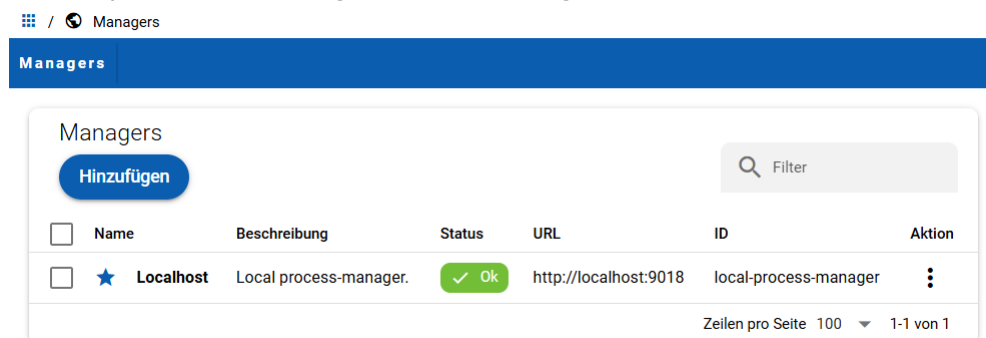 / Managers
Managers
Managers
Hinzufügen
Filter
Name Beschreibung Status URL ID Aktion
Localhost Local process-manager. Ok http://localhost:9018 local-process-manager
Zeilen pro Seite 100 1-1 von 1